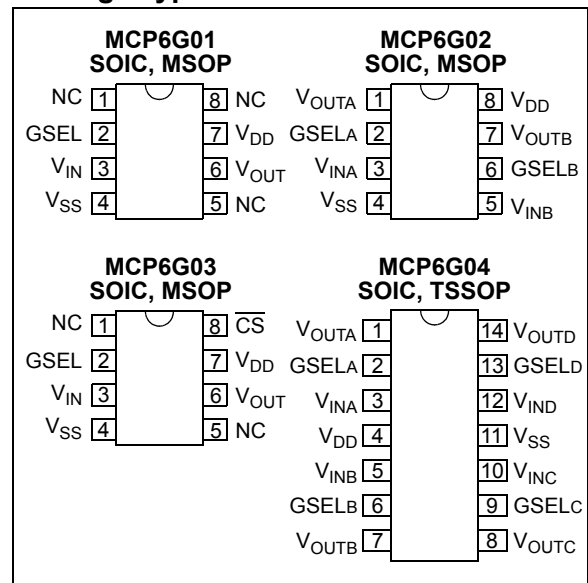 MCP6G01
SOIC, MSOP
NC 1 8 NC
GSEL 2 7 VDD
VIN 3 6 VOUT
VSS 4 5 NC
MCP6G02
SOIC, MSOP
VOUTA 1 8 VDD
GSELA 2 7 VOUTB
VINA 3 6 GSELB
VSS 4 5 VINB
MCP6G03
SOIC, MSOP
NC 1 8 CS
GSEL 2 7 VDD
VIN 3 6 VOUT
VSS 4 5 NC
MCP6G04
SOIC, TSSOP
VOUTA 1 14 VOUTD
GSELA 2 13 GSELD
VINA 3 12 VIND
VDD 4 11 VSS
VINB 5 10 VINC
GSELB 6 9 GSELC
VOUTB 7 8 VOUTC